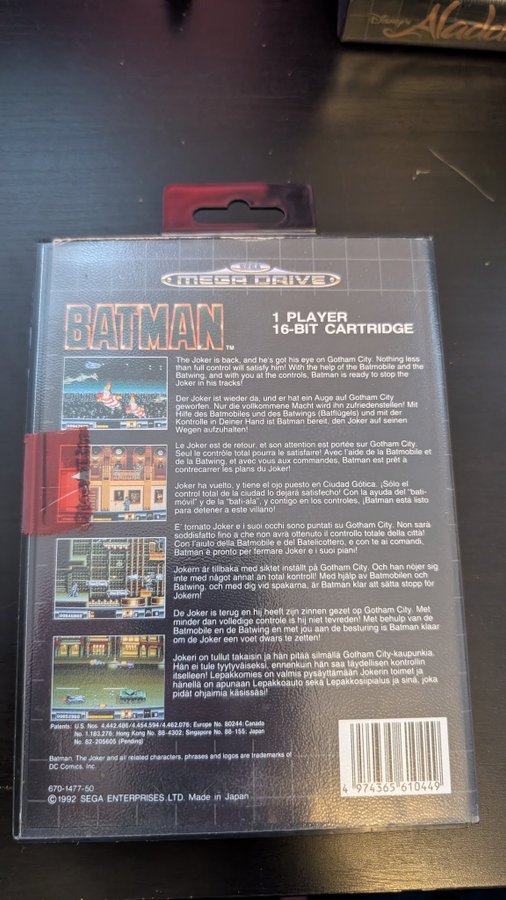 Disney's Aladd
SEGA
MEGA DRIVE
BATMAN™
1 PLAYER
16-BIT CARTRIDGE
The Joker is back, and he's got his eye on Gotham City. Nothing less
than full control will satisfy him! With the help of the Batmobile and
the Batwing, and with you at the controls, Batman is ready to stop the
Joker in his tracks!
Der Joker ist wieder da, und er hat ein Auge auf Gotham City
geworfen. Nur die vollkommene Macht wird ihn zufriedenstellen! Mit
Hilfe des Batmobiles und des Batwings (Batflügels) und mit der
Kontrolle in Deiner Hand ist Batman bereit, den Joker auf seinen
Wegen aufzuhalten!
Le Joker est de retour, et son attention est portée sur Gotham City.
Seul le contrôle total pourra le satisfaire! Avec l'aide de la Batmobile et
de la Batwing, et avec vous aux commandes, Batman est prêt à
contrecarrer les plans du Joker!
Joker ha vuelto, y tiene el ojo puesto en Ciudad Gótica. ¡Sólo el
control total de la ciudad lo dejará satisfecho! Con la ayuda del "bati-
móvil" y de la "bati-ala", y contigo en los controles, ¡Batman está listo
para detener a este villano!
E' tornato Joker e i suoi occhi sono puntati su Gotham City. Non sarà
soddisfatto fino a che non avrà ottenuto il controllo totale della città!
Con l'auto della Batmobile e del Batelicottero, e con te ai comandi,
Batman è pronto per fermare Joker e i suoi piani!
Jokern är tillbaka med siktet inställt på Gotham City. Och han nöjer sig
inte med något annat än total kontroll! Med hjälp av Batmobilen och
Batwing, och med dig vid spakarna, är Batman klar att sätta stopp för
Jokern!
De Joker is terug en hij heeft zijn zinnen gezet op Gotham City. Met
minder dan volledige controle is hij niet tevreden! Met behulp van de
Batmobile en de Batwing en met jou aan de besturing is Batman klaar
om de Joker een voet dwars te zetten!
Jokeri on tullut takaisin ja hän pitää silmällä Gotham City-kaupunkia.
Hän ei tule tyytyväiseksi, ennenkuin hän saa täydellisen kontrollin
itselleen! Lepakkomies on valmis pysäyttämään Jokerin toimet ja
hänellä on apunaan Lepakkoauto sekä Lepakkosiipialus ja sinä, joka
pidät ohjaimia käsissäsi!
Patents: U.S. Nos. 4,442,486/4,454,594/4,462,076; Europe No. 80244; Canada
No. 1,183,276; Hong Kong No. 88-4302; Singapore No. 88-155; Japan
No. 82-205605 (Pending)
Batman, The Joker and all related characters, phrases and logos are trademarks of
DC Comics, Inc.
670-1477-50
©1992 SEGA ENTERPRISES,LTD. Made in Japan
4 974365 610449